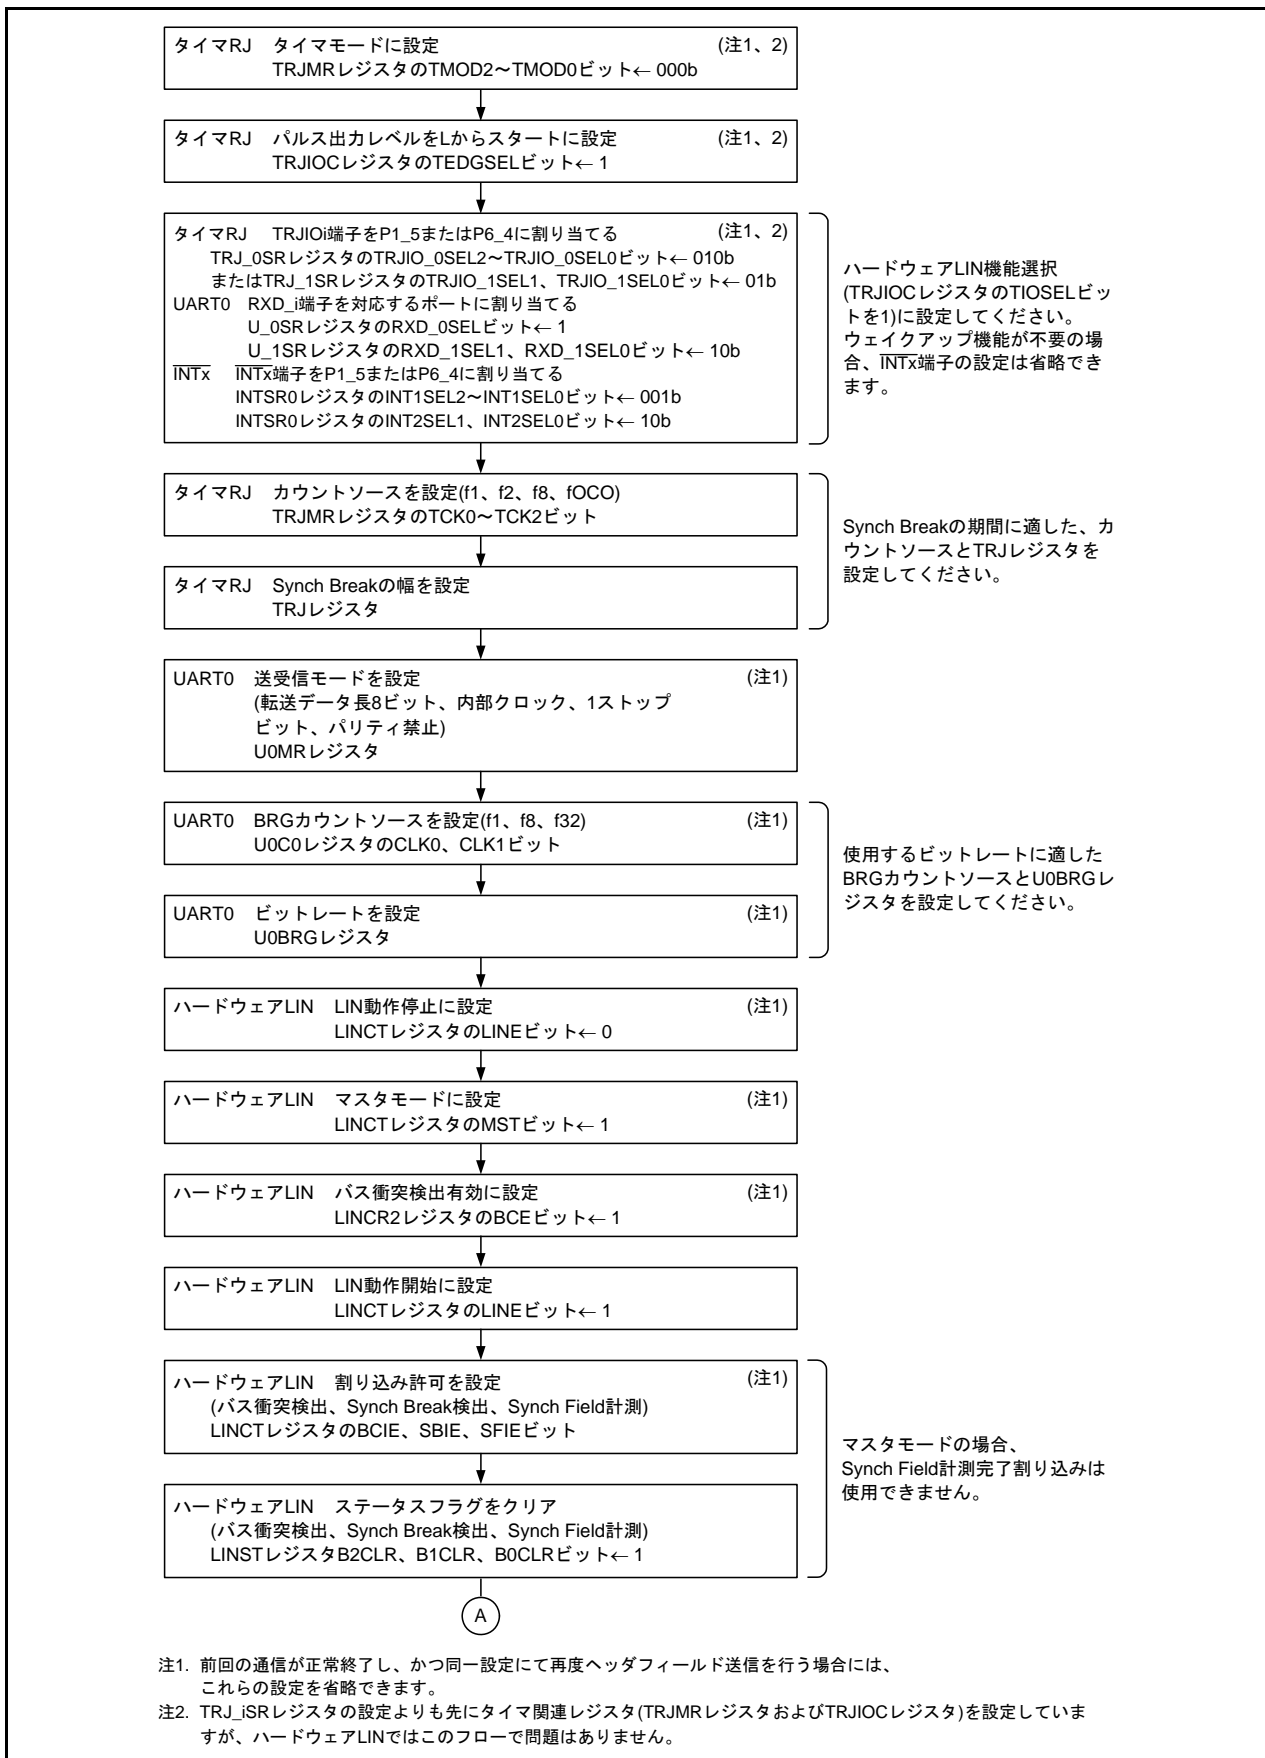 タイマRJ タイマモードに設定 (注1、2)
TRJMRレジスタのTMOD2～TMOD0ビット← 000b
タイマRJ パルス出力レベルをLからスタートに設定 (注1、2)
TRJIOCレジスタのTEDGSELビット← 1
タイマRJ TRJIOi端子をP1_5またはP6_4に割り当てる (注1、2)
TRJ_0SRレジスタのTRJIO_0SEL2～TRJIO_0SEL0ビット← 010b
またはTRJ_1SRレジスタのTRJIO_1SEL1、TRJIO_1SEL0ビット← 01b
UART0 RXD_i端子を対応するポートに割り当てる
U_0SRレジスタのRXD_0SELビット← 1
U_1SRレジスタのRXD_1SEL1、RXD_1SEL0ビット← 10b
INTx INTx端子をP1_5またはP6_4に割り当てる
INTSR0レジスタのINT1SEL2～INT1SEL0ビット← 001b
INTSR0レジスタのINT2SEL1、INT2SEL0ビット← 10b
ハードウェアLIN機能選択
(TRJIOCレジスタのTIOSELビッ
トを1)に設定してください。
ウェイクアップ機能が不要の場
合、INTx端子の設定は省略でき
ます。
タイマRJ カウントソースを設定(f1、f2、f8、fOCO)
TRJMRレジスタのTCK0～TCK2ビット
タイマRJ Synch Breakの幅を設定
TRJレジスタ
Synch Breakの期間に適した、カ
ウントソースとTRJレジスタを
設定してください。
UART0 送受信モードを設定 (注1)
(転送データ長8ビット、内部クロック、1ストップ
ビット、パリティ禁止)
U0MRレジスタ
UART0 BRGカウントソースを設定(f1、f8、f32) (注1)
U0C0レジスタのCLK0、CLK1ビット
UART0 ビットレートを設定 (注1)
U0BRGレジスタ
使用するビットレートに適した
BRGカウントソースとU0BRGレ
ジスタを設定してください。
ハードウェアLIN LIN動作停止に設定 (注1)
LINCTレジスタのLINEビット← 0
ハードウェアLIN マスタモードに設定 (注1)
LINCTレジスタのMSTビット← 1
ハードウェアLIN バス衝突検出有効に設定 (注1)
LINCR2レジスタのBCEビット← 1
ハードウェアLIN LIN動作開始に設定
LINCTレジスタのLINEビット← 1
ハードウェアLIN 割り込み許可を設定 (注1)
(バス衝突検出、Synch Break検出、Synch Field計測)
LINCTレジスタのBCIE、SBIE、SFIEビット
ハードウェアLIN ステータスフラグをクリア
(バス衝突検出、Synch Break検出、Synch Field計測)
LINSTレジスタB2CLR、B1CLR、B0CLRビット← 1
マスタモードの場合、
Synch Field計測完了割り込みは
使用できません。
A
注1. 前回の通信が正常終了し、かつ同一設定にて再度ヘッダフィールド送信を行う場合には、
これらの設定を省略できます。
注2. TRJ_iSRレジスタの設定よりも先にタイマ関連レジスタ(TRJMRレジスタおよびTRJIOCレジスタ)を設定していま
すが、ハードウェアLINではこのフローで問題はありません。